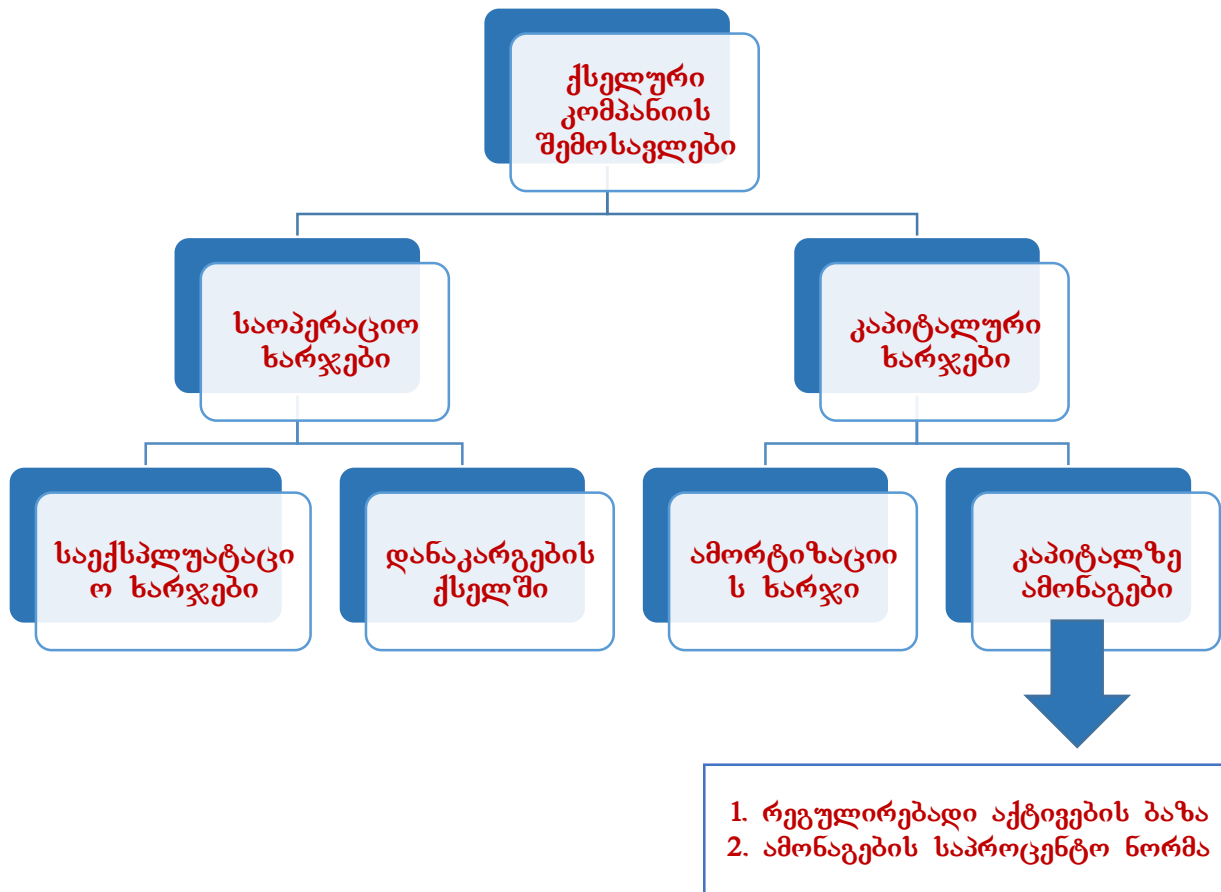 ქსელური
კომპანიის
შემოსავლები
საოპერაციო
ხარჯები
კაპიტალური
ხარჯები
საექსპლუატაცი
ო ხარჯები
დანაკარგების
ქსელში
ამორტიზაციი
ს ხარჯი
კაპიტალზე
ამონაგები
1. რეგულირებადი აქტივების ბაზა
2. ამონაგების საპროცენტო ნორმა